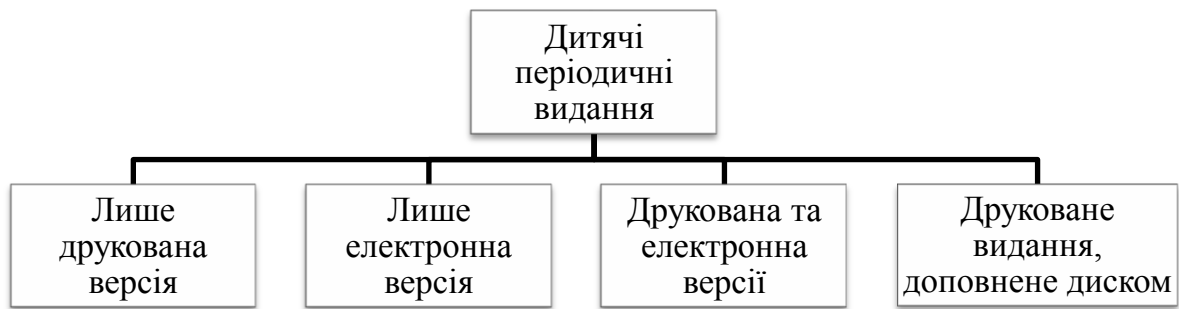 Дитячі
періодичні
видання
Лише
друкована
версія
Лише
електронна
версія
Друкована та
електронна
версії
Друковане
видання,
доповнене диском